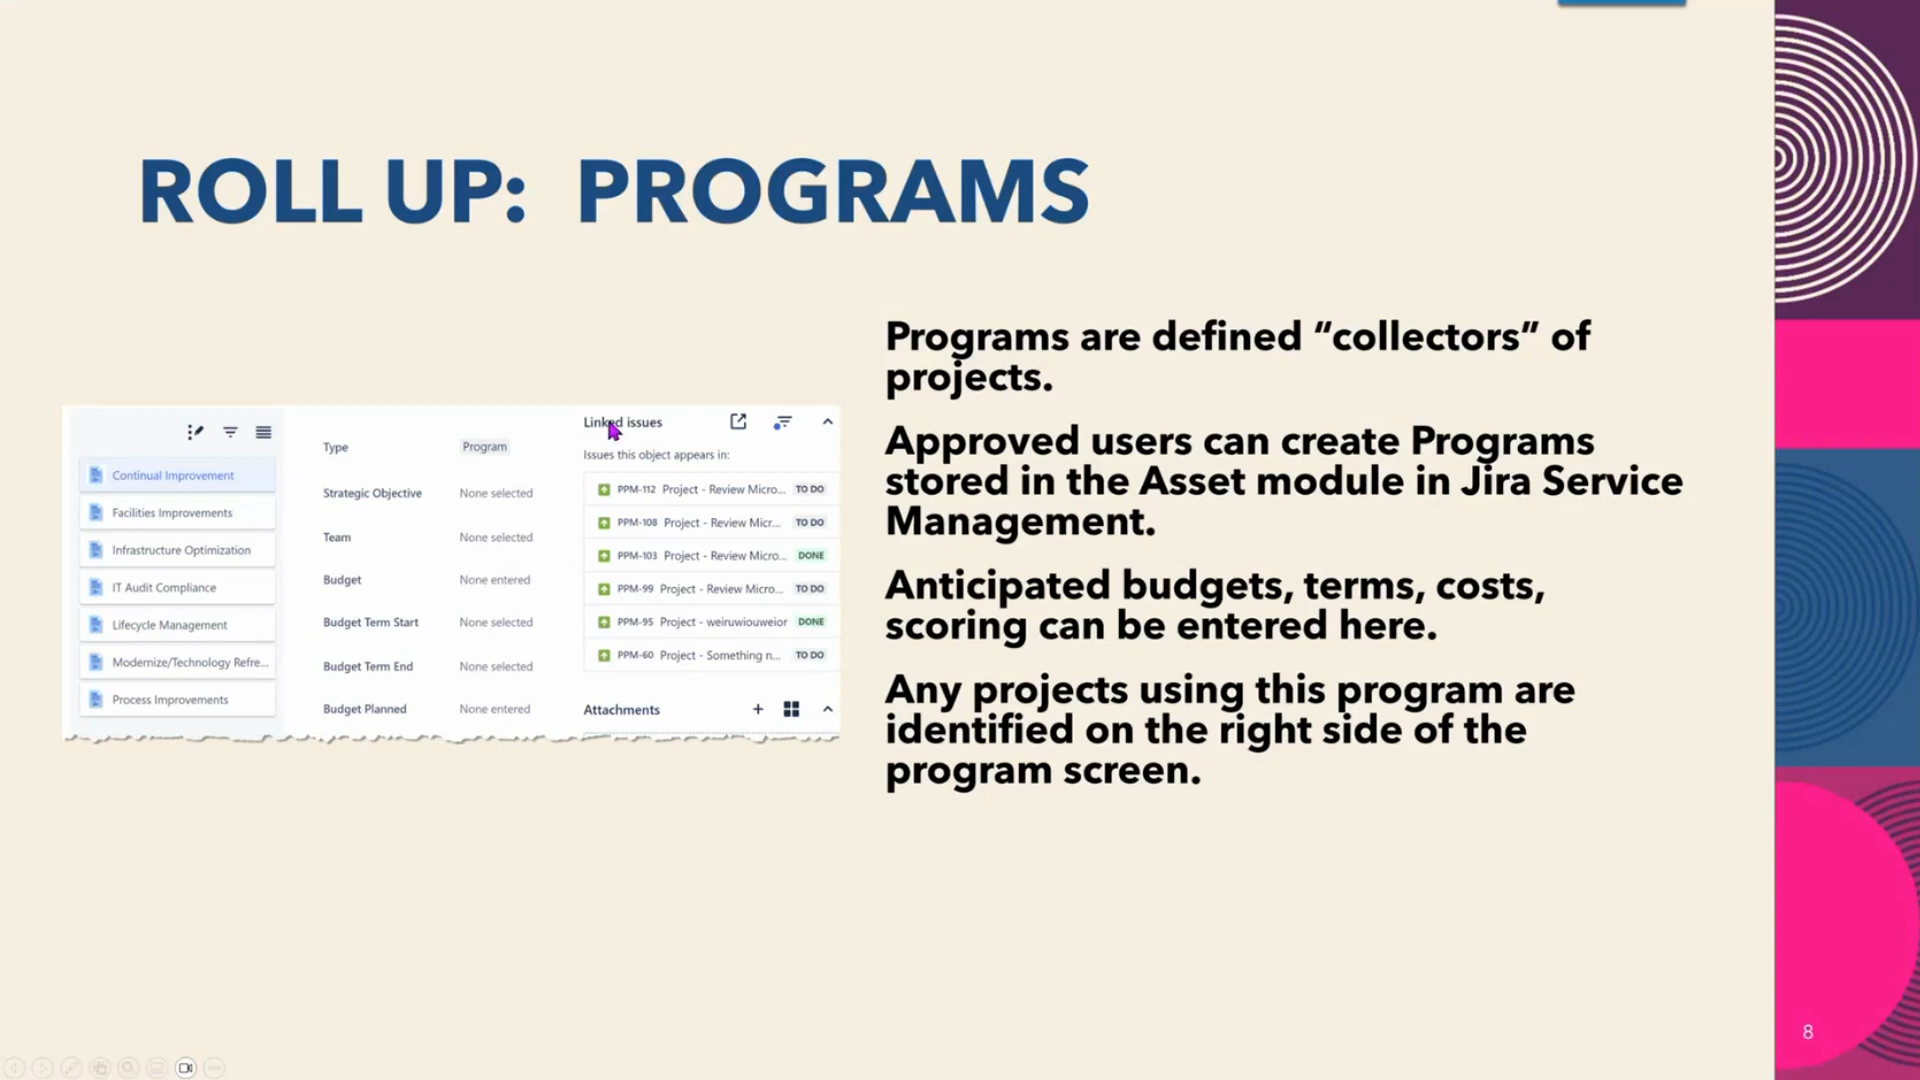 ROLL UP: PROGRAMS
Continual Improvement
Facilities Improvements
Infrastructure Optimization
IT Audit Compliance
Lifecycle Management
Modernize/Technology Refre...
Process Improvements
Type Program
Strategic Objective None selected
Team None selected
Budget None entered
Budget Term Start None selected
Budget Term End None selected
Budget Planned None entered
Linked issues
Issues this object appears in:
PPM-112 Project - Review Micro... TO DO
PPM-108 Project - Review Micr... TO DO
PPM-103 Project - Review Micro... DONE
PPM-99 Project - Review Micro... TO DO
PPM-95 Project - weiruwiouweior DONE
PPM-60 Project - Something n... TO DO
Attachments
Programs are defined “collectors” of
projects.
Approved users can create Programs
stored in the Asset module in Jira Service
Management.
Anticipated budgets, terms, costs,
scoring can be entered here.
Any projects using this program are
identified on the right side of the
program screen.
8